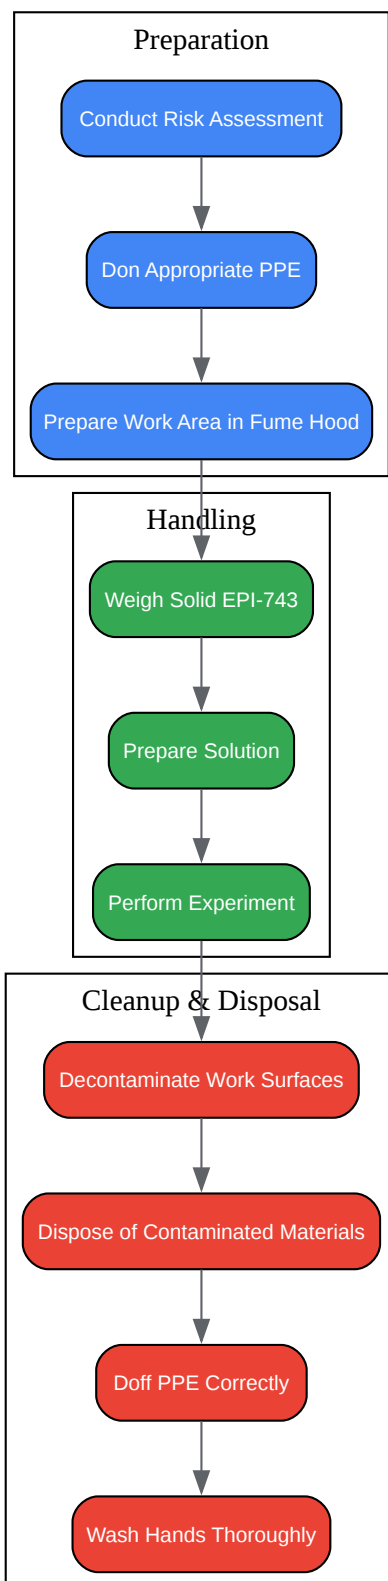 Preparation
Conduct Risk Assessment
Don Appropriate PPE
Prepare Work Area in Fume Hood
Handling
Weigh Solid EPI-743
Prepare Solution
Perform Experiment
Cleanup & Disposal
Decontaminate Work Surfaces
Dispose of Contaminated Materials
Doff PPE Correctly
Wash Hands Thoroughly